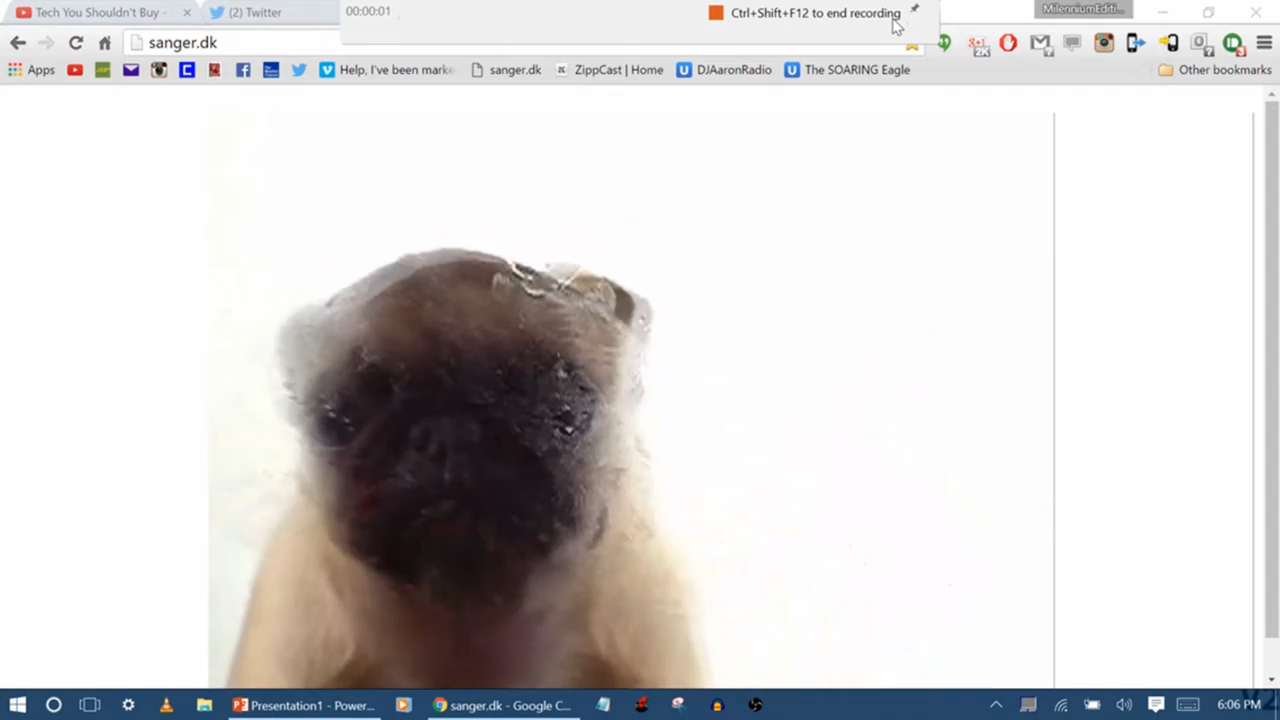 Tech You Shouldn't Buy -
(2) Twitter
00:00:01
Ctrl+Shift+F12 to end recording
MilenniumEditi...
sanger.dk
Apps
Help, I've been marke
sanger.dk
ZippCast | Home
DJAaronRadio
The SOARING Eagle
Other bookmarks
Presentation1 - Power...
sanger.dk - Google C...
6:06 PM